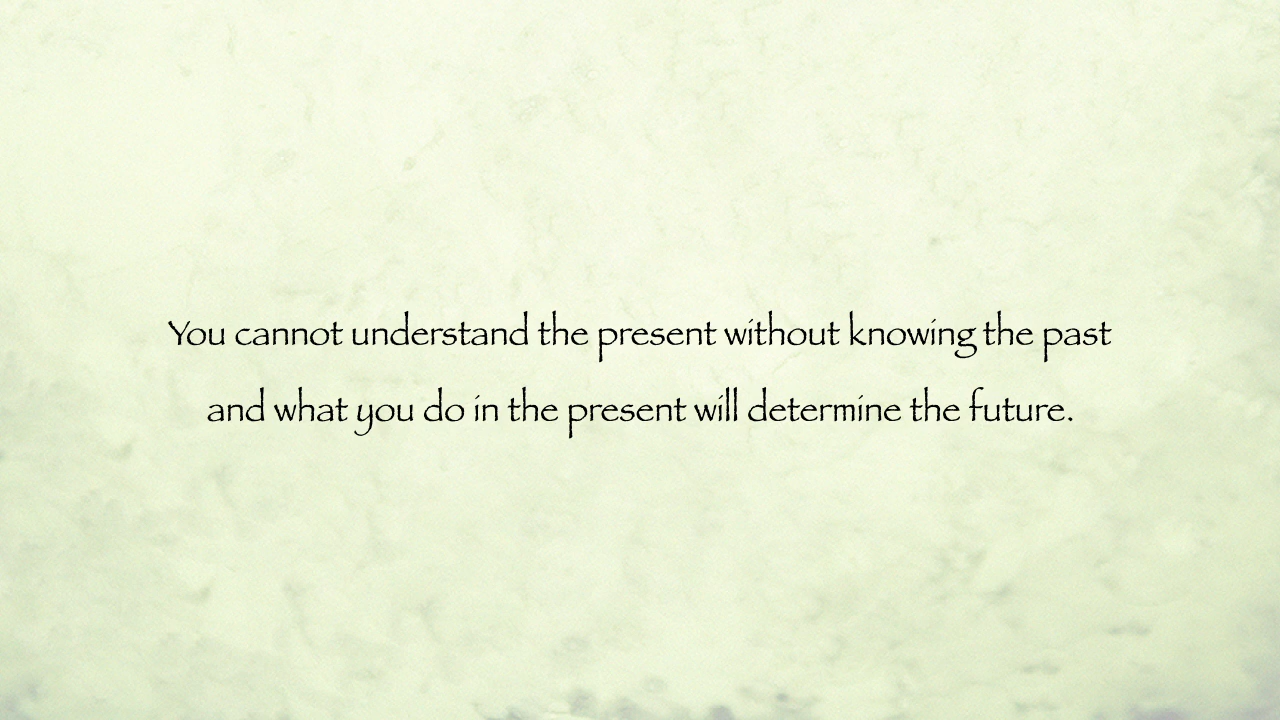 You cannot understand the present without knowing the past
and what you do in the present will determine the future.